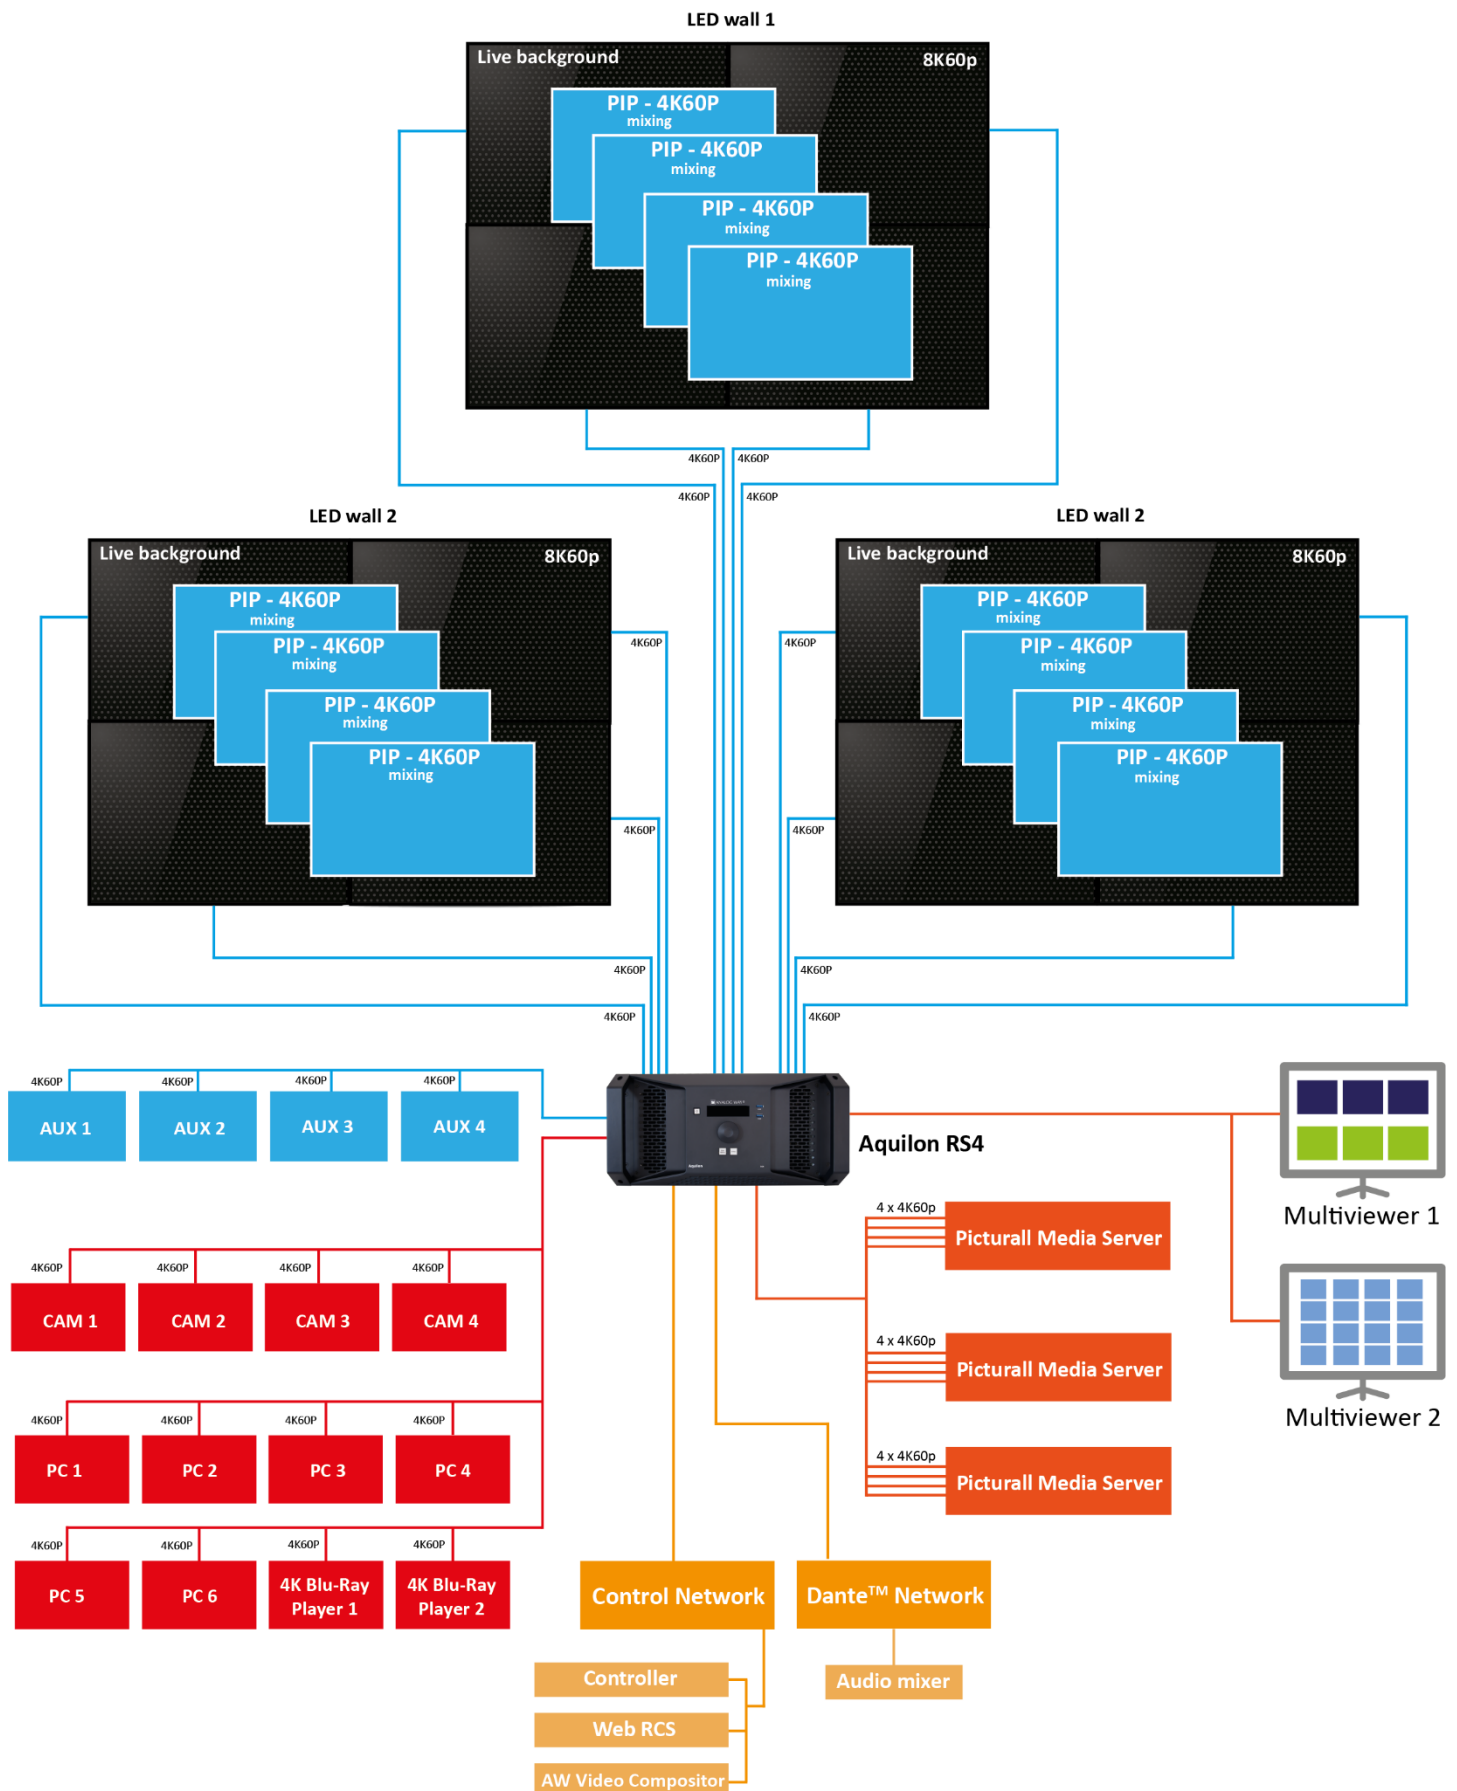 LED wall 1
Live background
8K60p
PIP - 4K60P
mixing
PIP - 4K60P
mixing
PIP - 4K60P
mixing
PIP - 4K60P
mixing
4K60P
4K60P
4K60P
4K60P
LED wall 2
Live background
8K60p
PIP - 4K60P
mixing
PIP - 4K60P
mixing
PIP - 4K60P
mixing
PIP - 4K60P
mixing
4K60P
4K60P
4K60P
4K60P
LED wall 2
Live background
8K60p
PIP - 4K60P
mixing
PIP - 4K60P
mixing
PIP - 4K60P
mixing
PIP - 4K60P
mixing
4K60P
4K60P
4K60P
4K60P
4K60P
4K60P
4K60P
4K60P
AUX 1
AUX 2
AUX 3
AUX 4
ANALOG WAY
Aquilon
Aquilon RS4
Multiviewer 1
4K60P
4K60P
4K60P
4K60P
CAM 1
CAM 2
CAM 3
CAM 4
4 x 4K60p
Picturall Media Server
4 x 4K60p
Picturall Media Server
4 x 4K60p
Picturall Media Server
Multiviewer 2
4K60P
4K60P
4K60P
4K60P
PC 1
PC 2
PC 3
PC 4
4K60P
4K60P
4K60P
4K60P
PC 5
PC 6
4K Blu-Ray
Player 1
4K Blu-Ray
Player 2
Control Network
Dante™ Network
Controller
Web RCS
AW Video Compositor
Audio mixer